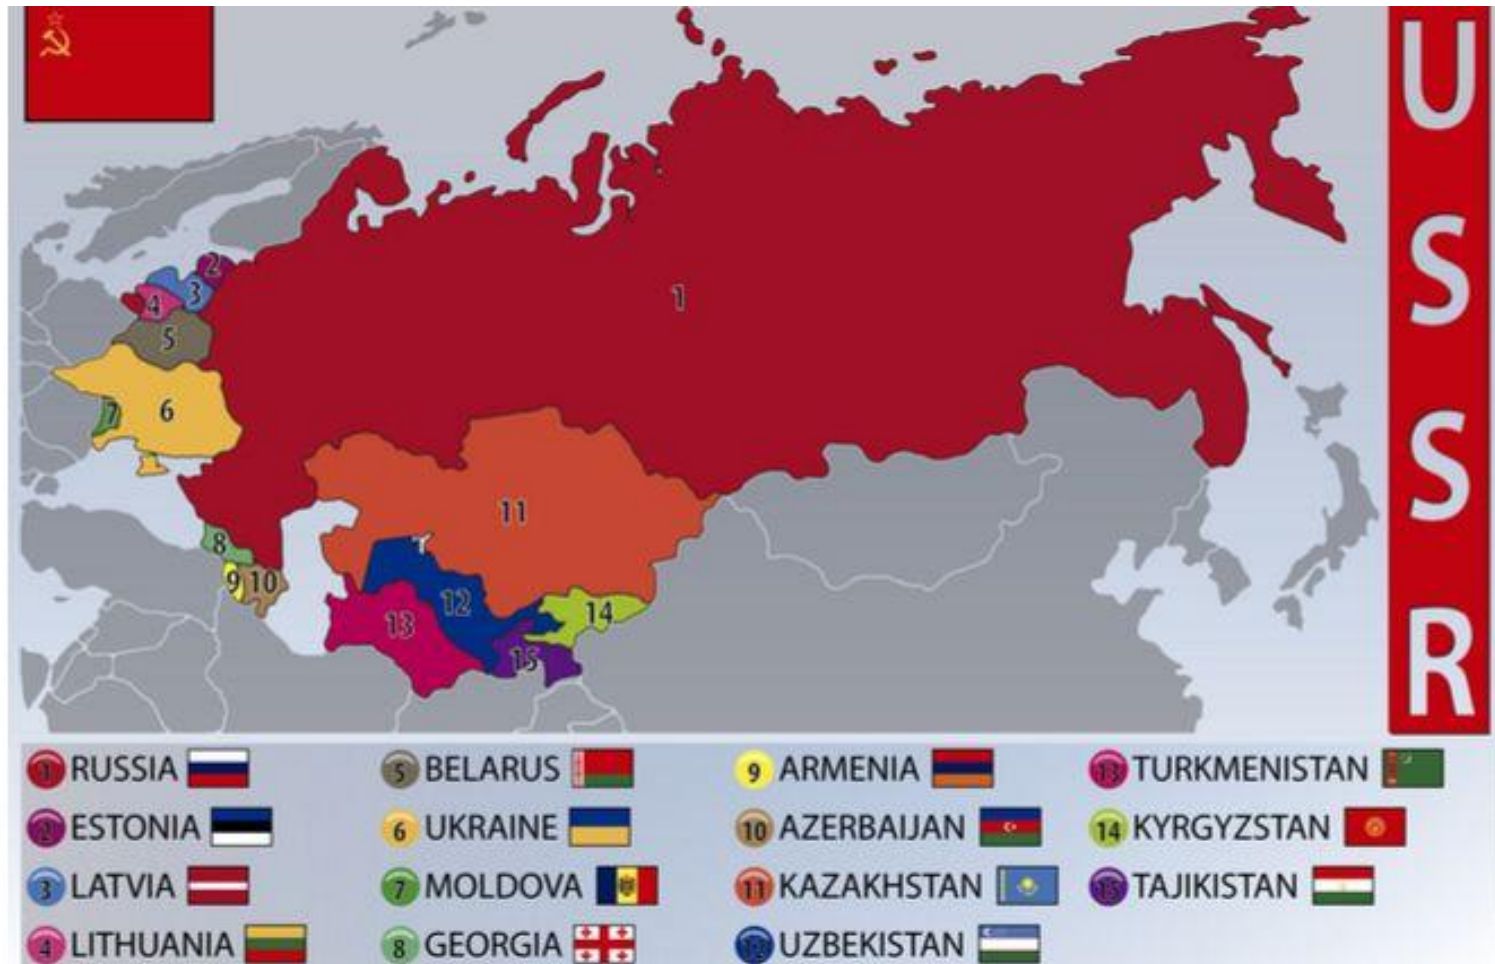 U
S
S
R
2
3
4
5
6
7
1
8
9
10
11
12
13
14
15
1 RUSSIA
2 ESTONIA
3 LATVIA
4 LITHUANIA
5 BELARUS
6 UKRAINE
7 MOLDOVA
8 GEORGIA
9 ARMENIA
10 AZERBAIJAN
11 KAZAKHSTAN
12 UZBEKISTAN
13 TURKMENISTAN
14 KYRGYZSTAN
15 TAJIKISTAN